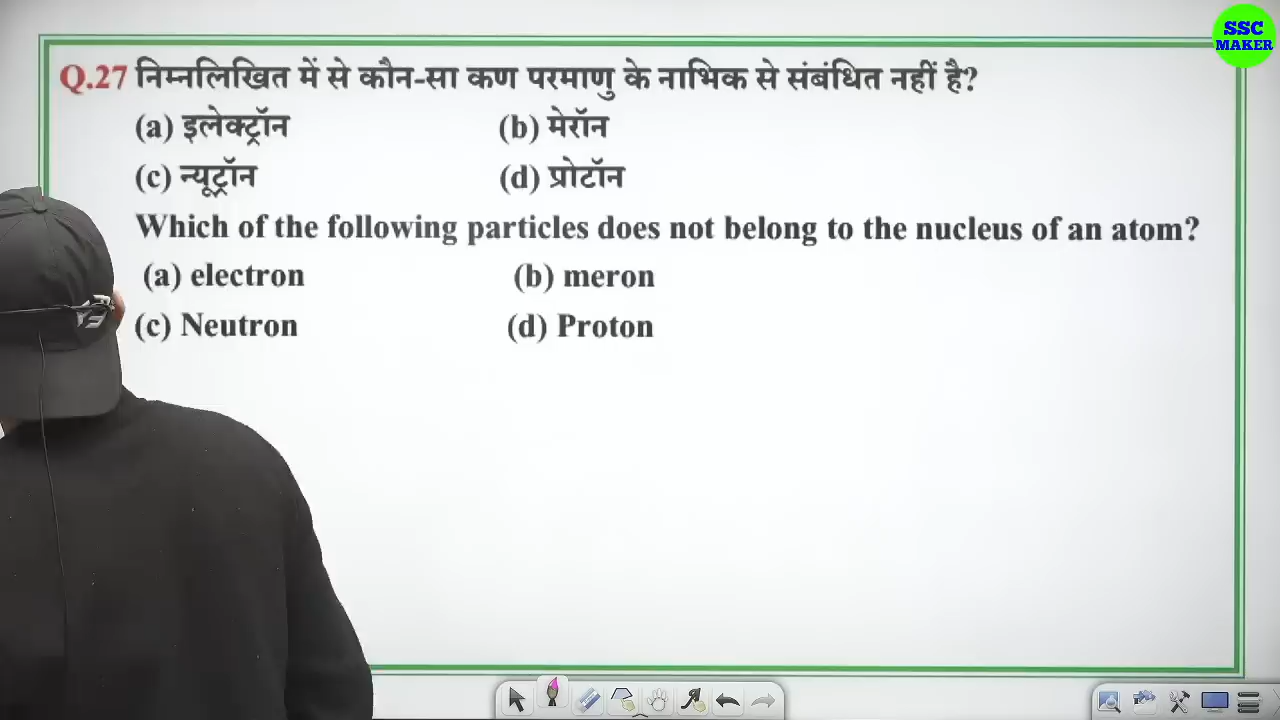 SSC
MAKER
Q.27 निम्नलिखित में से कौन-सा कण परमाणु के नाभिक से संबंधित नहीं है?
(a) इलेक्ट्रॉन (b) मेरॉन
(c) न्यूट्रॉन (d) प्रोटॉन
Which of the following particles does not belong to the nucleus of an atom?
(a) electron (b) meron
(c) Neutron (d) Proton